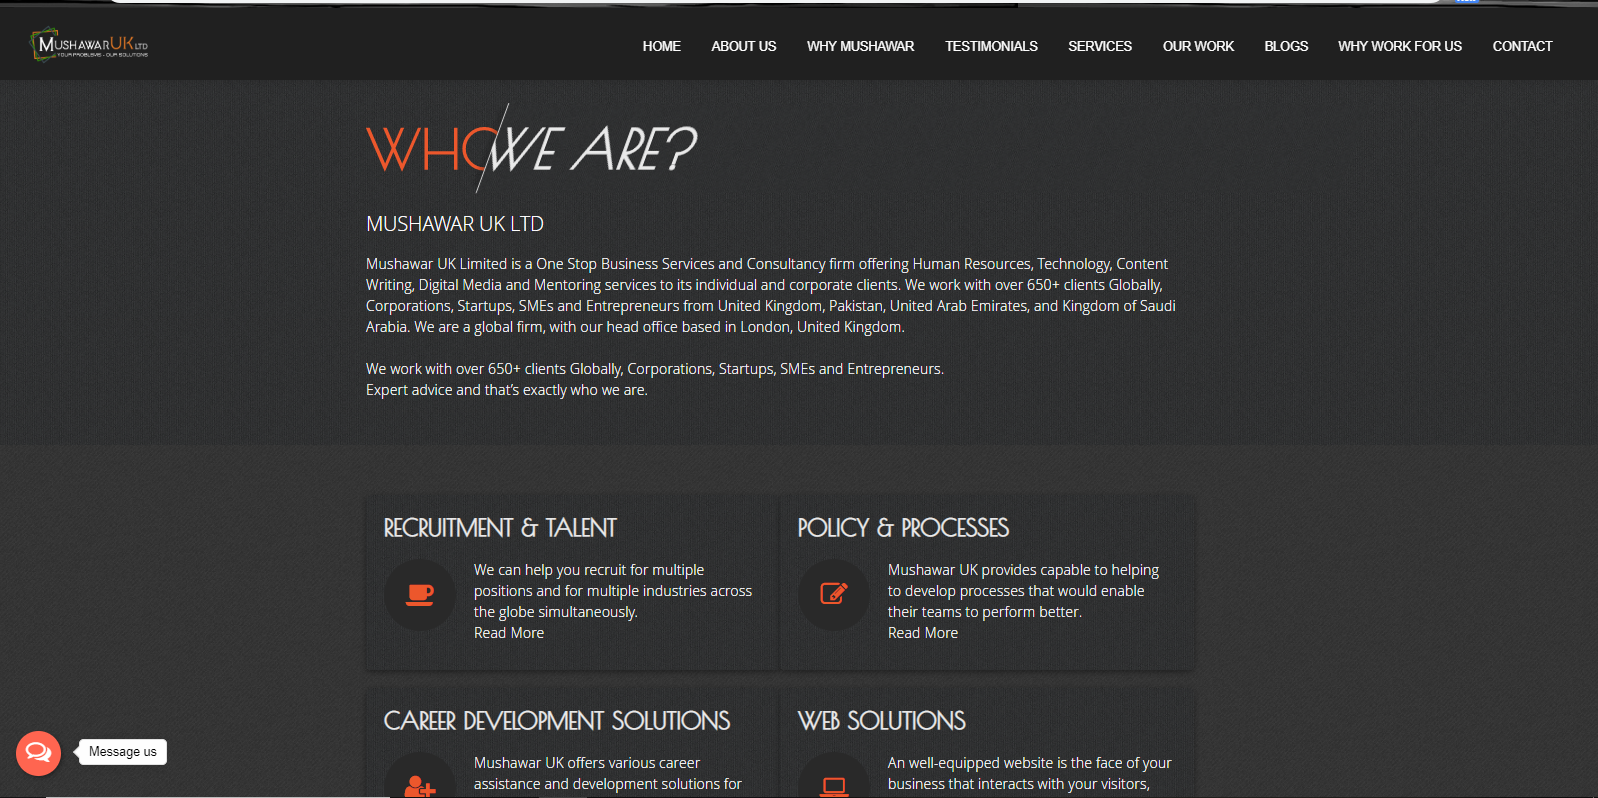 MUSHAWARUK LTD
YOUR PROBLEMS - OUR SOLUTIONS
HOME
ABOUT US
WHY MUSHAWAR
TESTIMONIALS
SERVICES
OUR WORK
BLOGS
WHY WORK FOR US
CONTACT
WHO WE ARE?
MUSHAWAR UK LTD
Mushawar UK Limited is a One Stop Business Services and Consultancy firm offering Human Resources, Technology, Content
Writing, Digital Media and Mentoring services to its individual and corporate clients. We work with over 650+ clients Globally,
Corporations, Startups, SMEs and Entrepreneurs from United Kingdom, Pakistan, United Arab Emirates, and Kingdom of Saudi
Arabia. We are a global firm, with our head office based in London, United Kingdom.
We work with over 650+ clients Globally, Corporations, Startups, SMEs and Entrepreneurs.
Expert advice and that's exactly who we are.
RECRUITMENT & TALENT
We can help you recruit for multiple
positions and for multiple industries across
the globe simultaneously.
Read More
POLICY & PROCESSES
Mushawar UK provides capable to helping
to develop processes that would enable
their teams to perform better.
Read More
CAREER DEVELOPMENT SOLUTIONS
Mushawar UK offers various career
assistance and development solutions for
WEB SOLUTIONS
An well-equipped website is the face of your
business that interacts with your visitors,
Message us